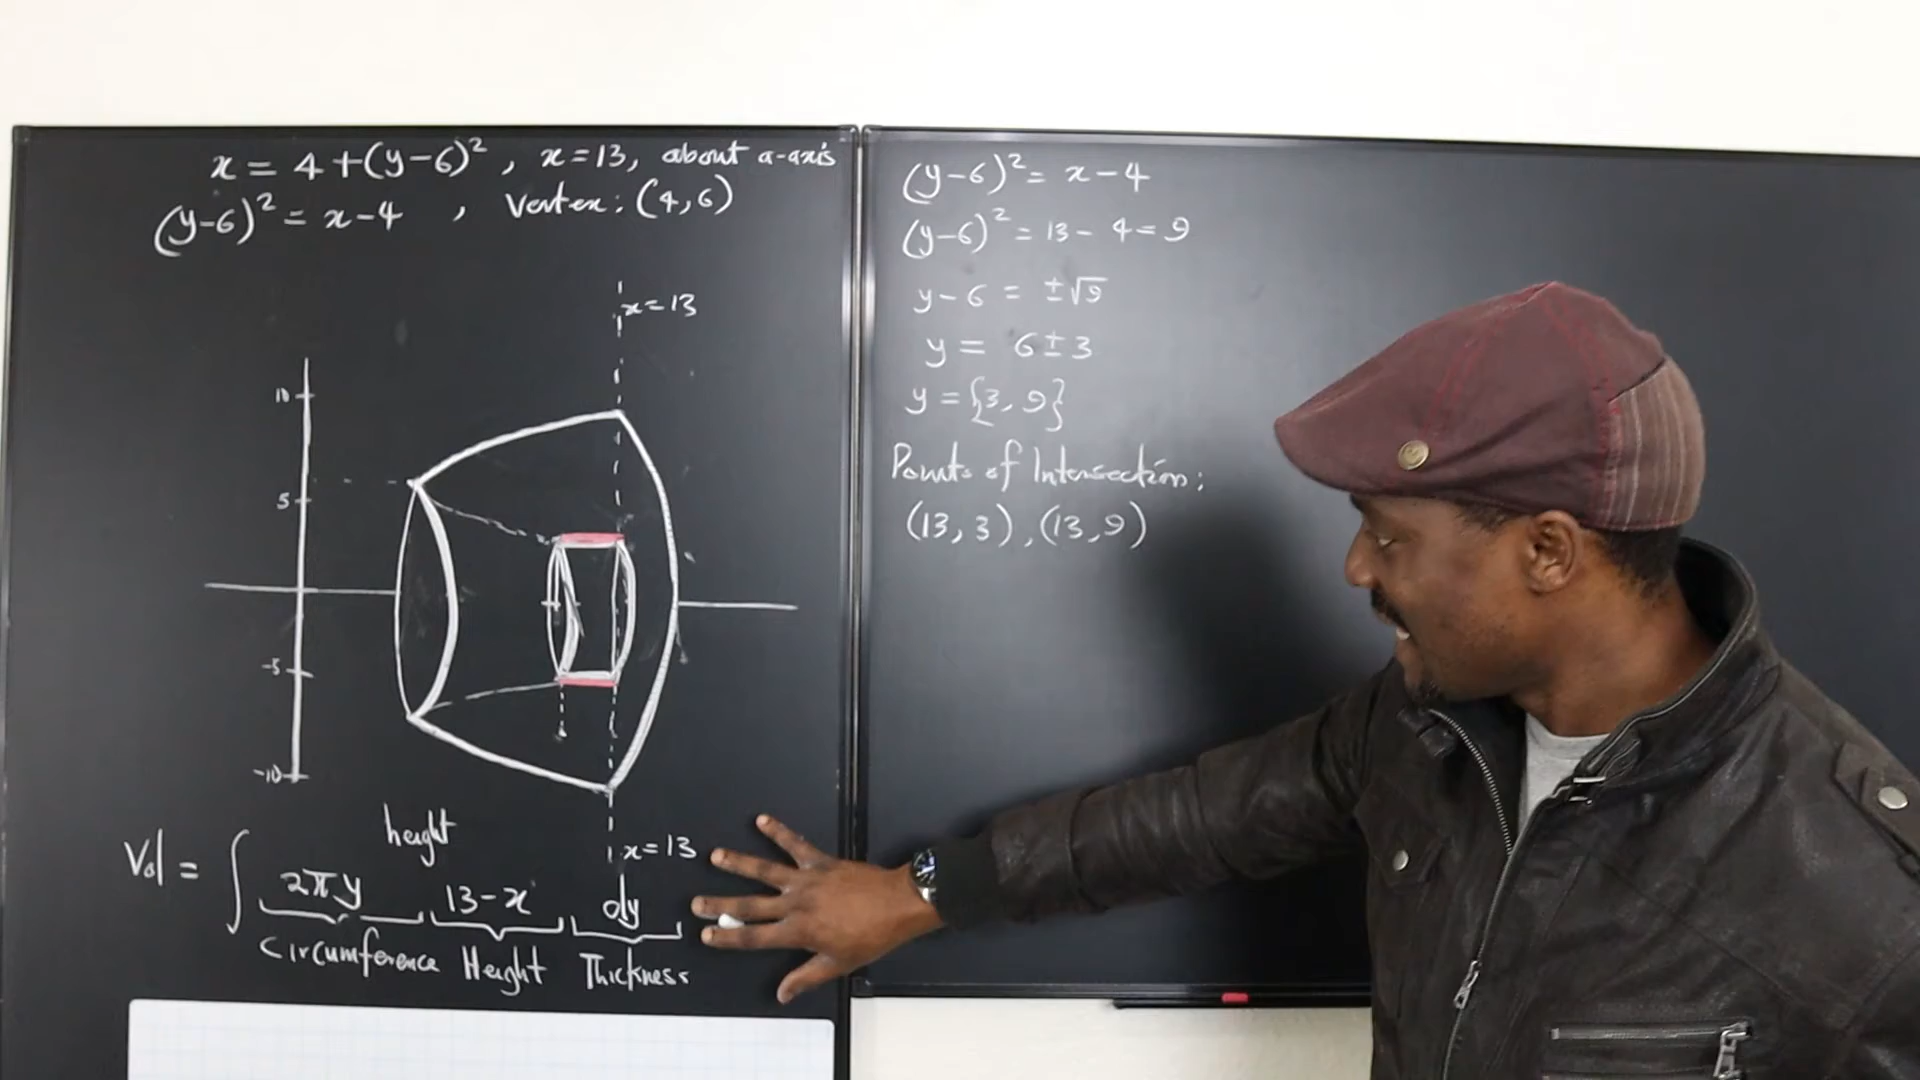 x = 4 + (y-6)², x = 13, about x-axis
(y-6)² = x-4, Vertex: (4,6)
x = 13
10
5
-5
-10
height
x = 13
Vol = ∫ 2πy 13-x dy
Circumference Height Thickness
(y-6)² = x-4
(y-6)² = 13 - 4 = 9
y-6 = ±√9
y = 6 ± 3
y = {3, 9}
Points of Intersection:
(13, 3), (13, 9)